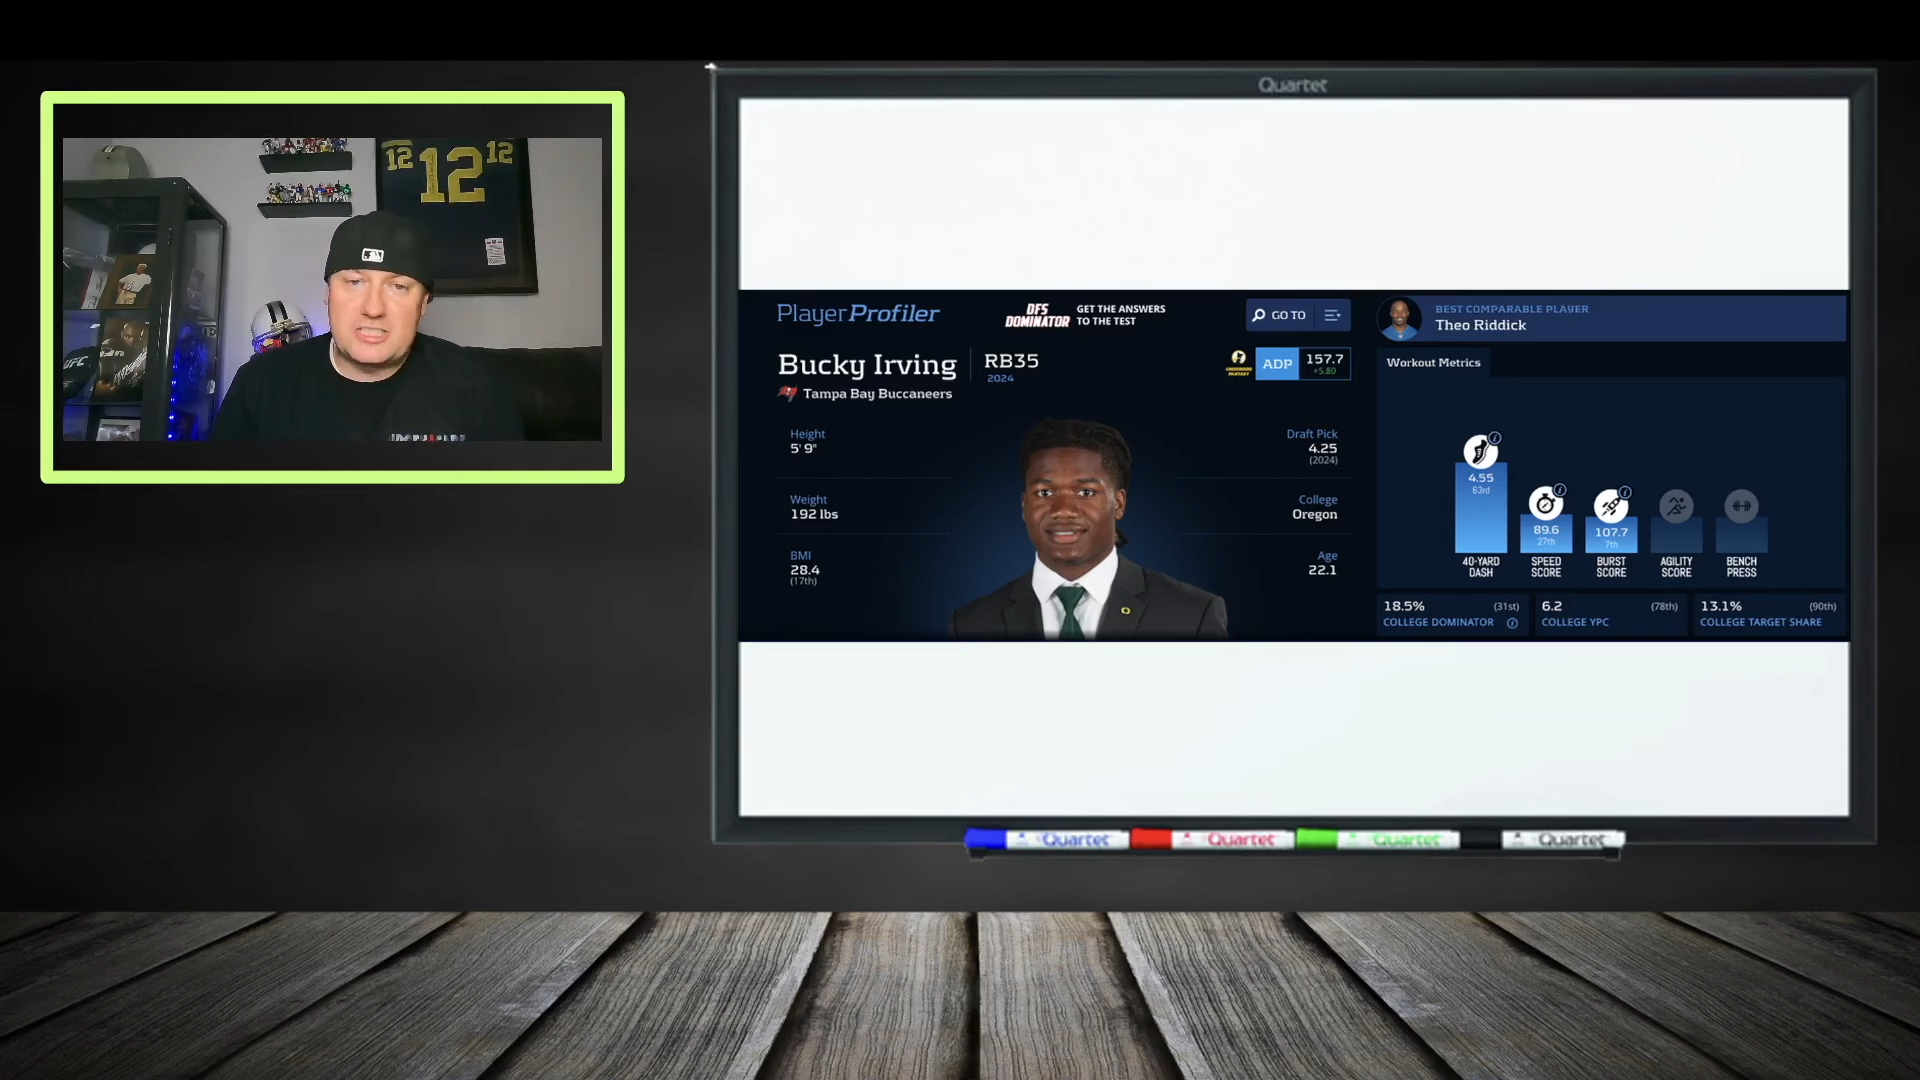 Quartet
12 12 12
UFC
PlayerProfiler
DFS DOMINATOR
GET THE ANSWERS
TO THE TEST
GO TO
BEST COMPARABLE PLAYER
Theo Riddick
Bucky Irving
RB35
2024
Tampa Bay Buccaneers
UNDERDOG
FANTASY
ADP
157.7
+5.80
Workout Metrics
Height
5' 9"
Weight
192 lbs
BMI
28.4
(17th)
Draft Pick
4.25
(2024)
College
Oregon
Age
22.1
4.55
63rd
40-YARD
DASH
89.6
27th
SPEED
SCORE
107.7
7th
BURST
SCORE
AGILITY
SCORE
BENCH
PRESS
18.5% (31st)
COLLEGE DOMINATOR
6.2 (78th)
COLLEGE YPC
13.1% (90th)
COLLEGE TARGET SHARE
Quartet Quartet Quartet Quartet